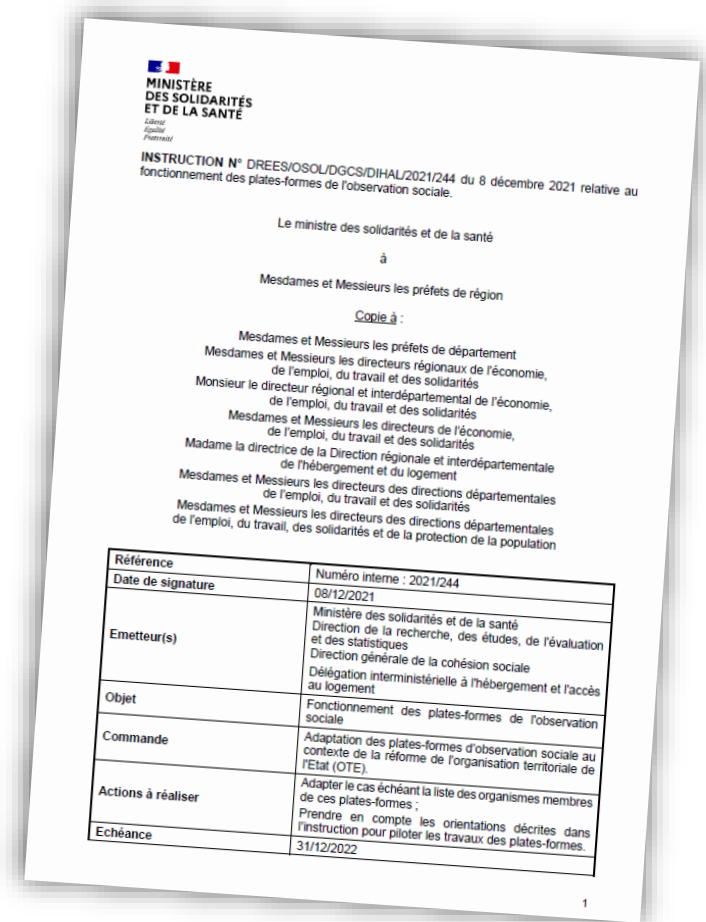 MINISTÈRE
DES SOLIDARITÉS
ET DE LA SANTÉ
Liberté
Égalité
Fraternité
INSTRUCTION N° DREES/OSOL/DGCS/DIHAL/2021/244 du 8 décembre 2021 relative au
fonctionnement des plates-formes de l'observation sociale.
Le ministre des solidarités et de la santé
à
Mesdames et Messieurs les préfets de région
Copie à :
Mesdames et Messieurs les préfets de département
Mesdames et Messieurs les directeurs régionaux de l'économie,
de l'emploi, du travail et des solidarités
Monsieur le directeur régional et interdépartemental de l'économie,
de l'emploi, du travail et des solidarités
Mesdames et Messieurs les directeurs de l'économie,
de l'emploi, du travail et des solidarités
Madame la directrice de la Direction régionale et interdépartementale
de l'hébergement et du logement
Mesdames et Messieurs les directeurs des directions départementales
de l'emploi, du travail et des solidarités
Mesdames et Messieurs les directeurs des directions départementales
de l'emploi, du travail, des solidarités et de la protection de la population
Référence
Numéro interne : 2021/244
Date de signature
08/12/2021
Emetteur(s)
Ministère des solidarités et de la santé
Direction de la recherche, des études, de l'évaluation
et des statistiques
Direction générale de la cohésion sociale
Délégation interministérielle à l'hébergement et l'accès
au logement
Objet
Fonctionnement des plates-formes de l'observation
sociale
Commande
Adaptation des plates-formes d'observation sociale au
contexte de la réforme de l'organisation territoriale de
l'Etat (OTE).
Actions à réaliser
Adapter le cas échéant la liste des organismes membres
de ces plates-formes ;
Prendre en compte les orientations décrites dans
l'instruction pour piloter les travaux des plates-formes.
Echéance
31/12/2022
1